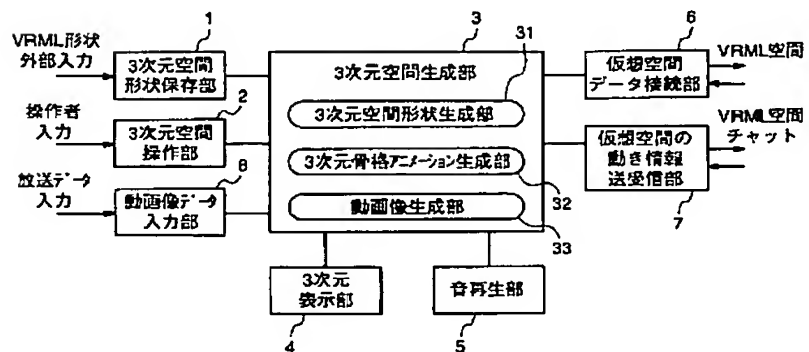 VRML形状
外部入力
1
3次元空間
形状保存部
操作者
入力
2
3次元空間
操作部
放送データ
入力
8
動画像データ
入力部
3
3次元空間生成部
31
3次元空間形状生成部
3次元骨格アニメーション生成部
32
動画像生成部
33
3次元
表示部
4
音再生部
5
6
仮想空間
データ接続部
VRML空間
仮想空間の
動き情報
送受信部
7
VRML空間
チャット